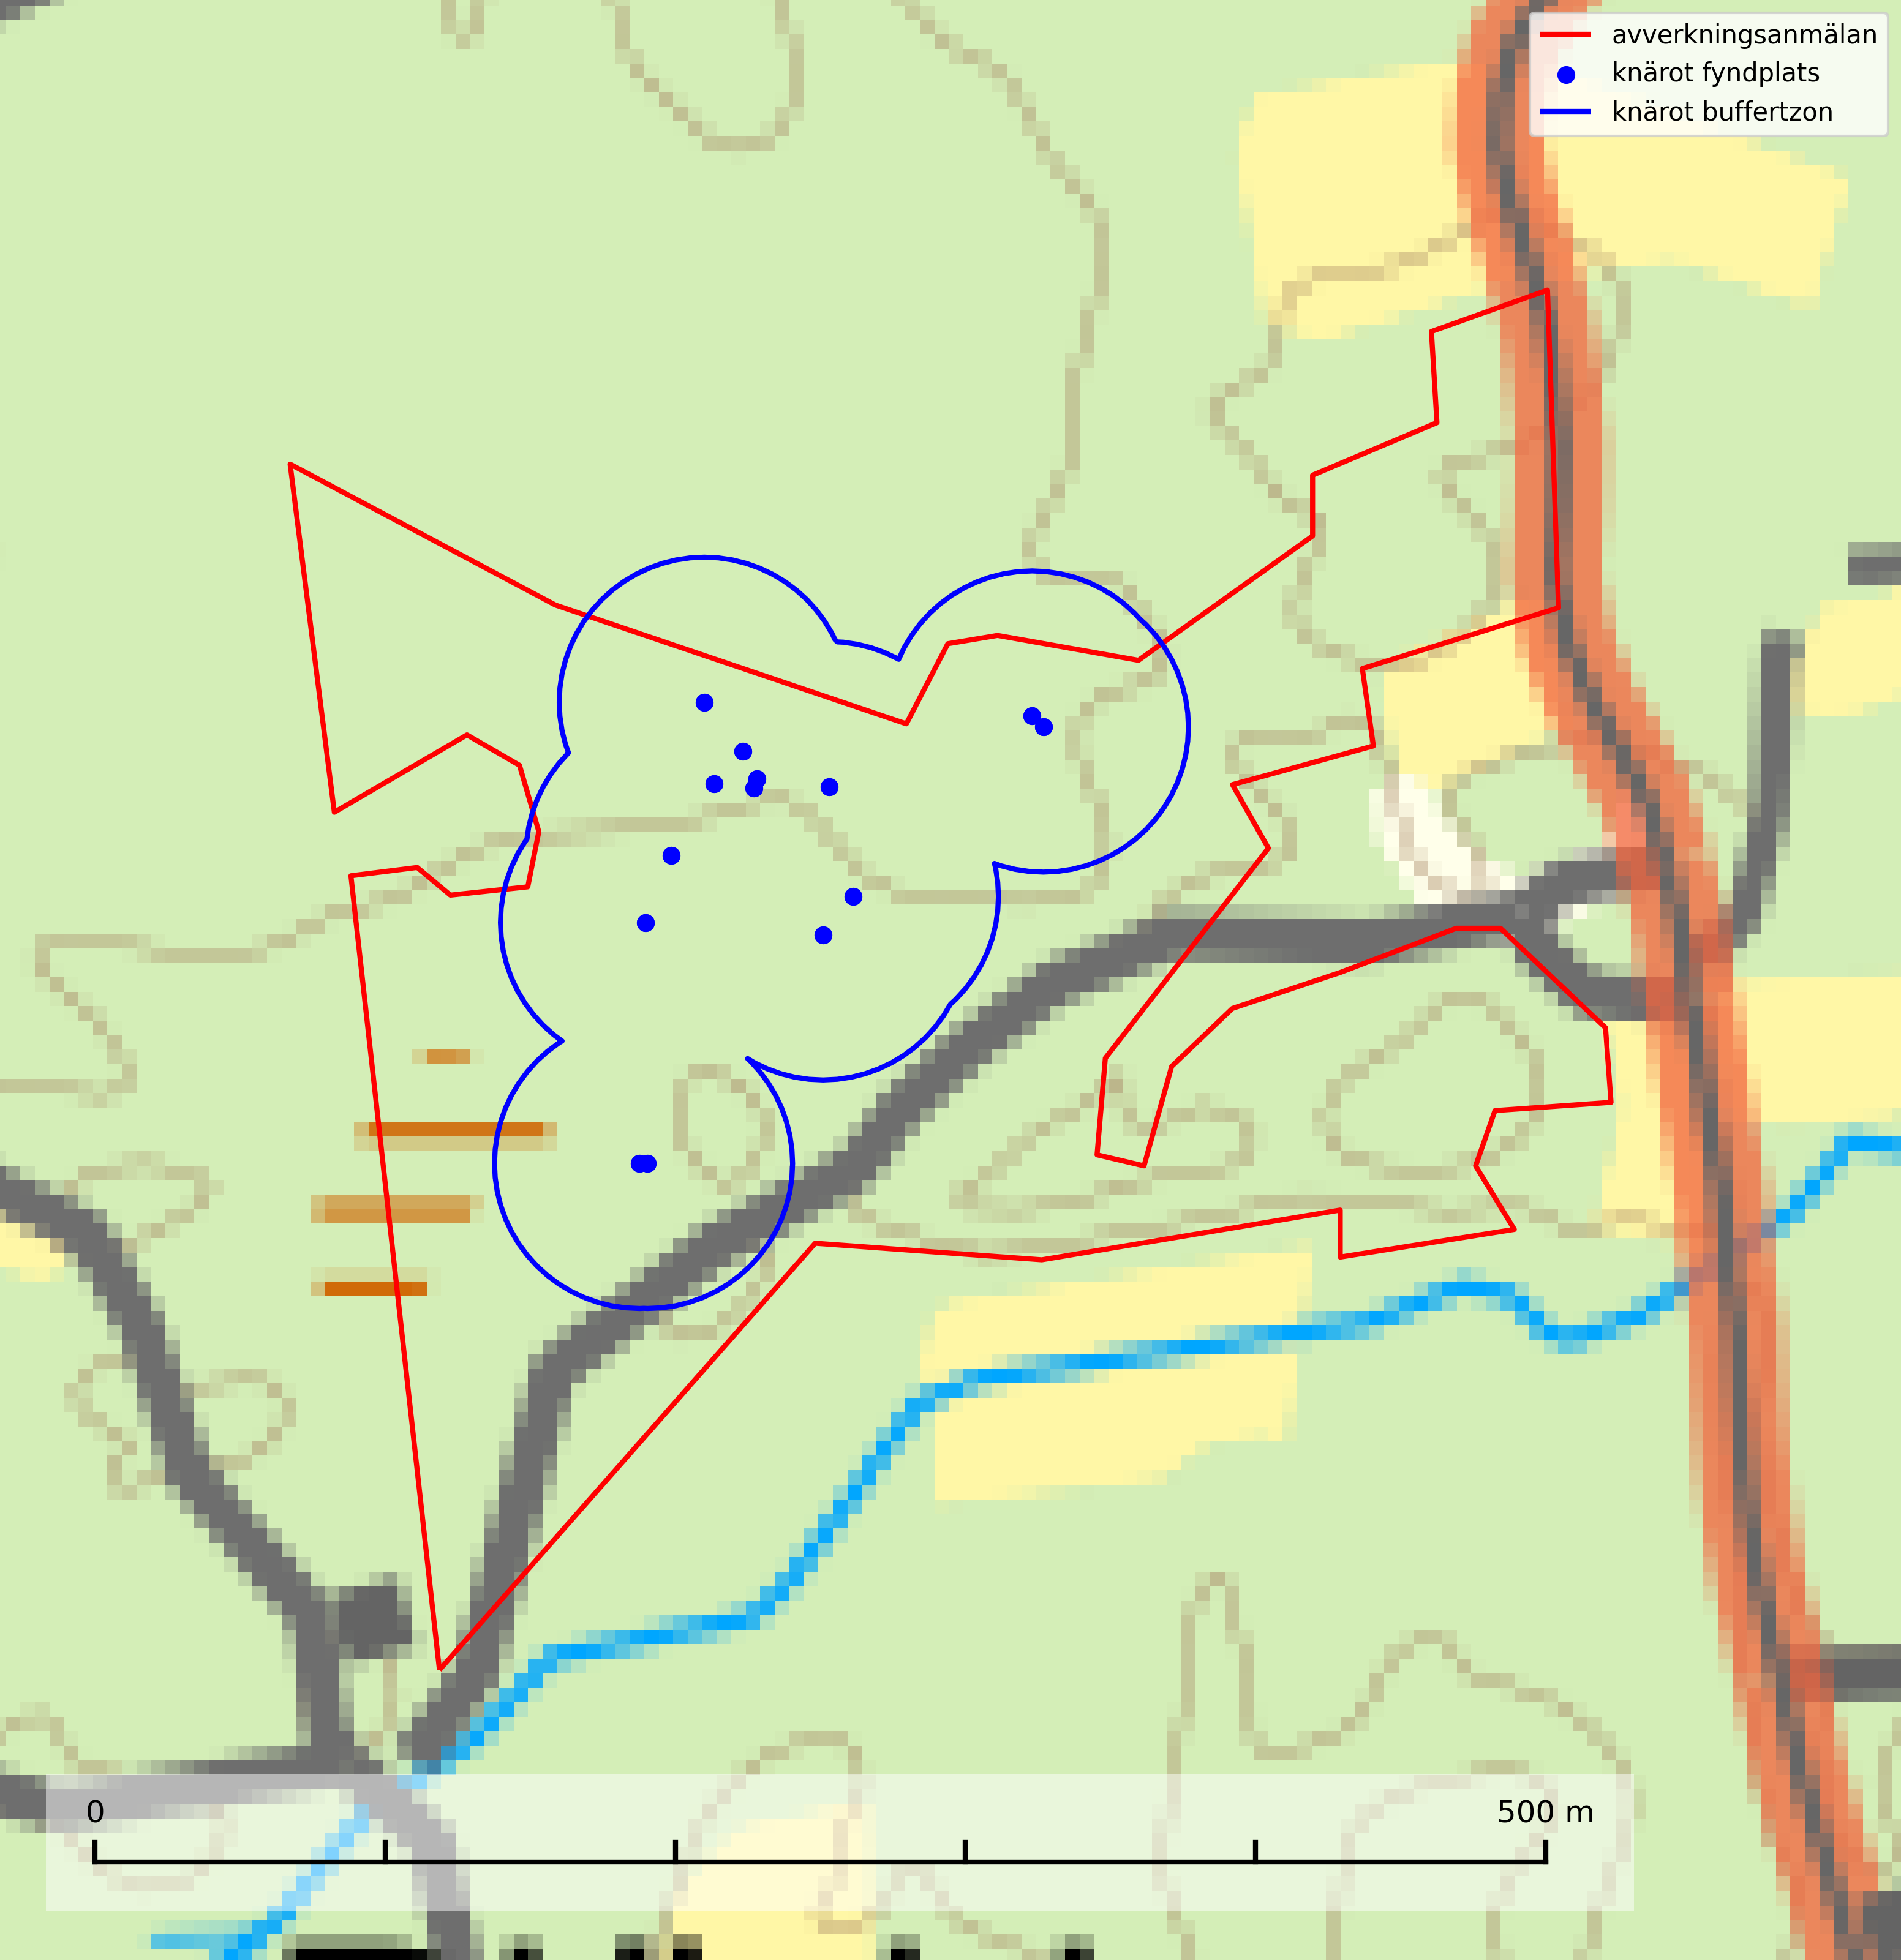 avverkningsanmälan
knärot fyndplats
knärot buffertzon
0
500 m